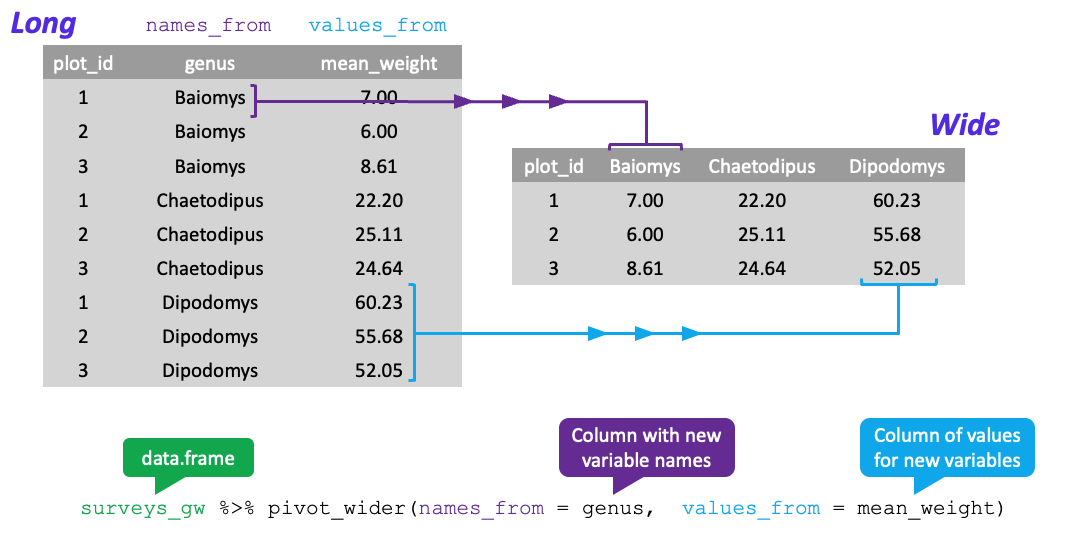 Long
names_from values_from
plot_id genus mean_weight
1 Baiomys 7.00
2 Baiomys 6.00
3 Baiomys 8.61
1 Chaetodipus 22.20
2 Chaetodipus 25.11
3 Chaetodipus 24.64
1 Dipodomys 60.23
2 Dipodomys 55.68
3 Dipodomys 52.05
Wide
plot_id Baiomys Chaetodipus Dipodomys
1 7.00 22.20 60.23
2 6.00 25.11 55.68
3 8.61 24.64 52.05
data.frame
Column with new
variable names
Column of values
for new variables
surveys_gw %>% pivot_wider(names_from = genus, values_from = mean_weight)